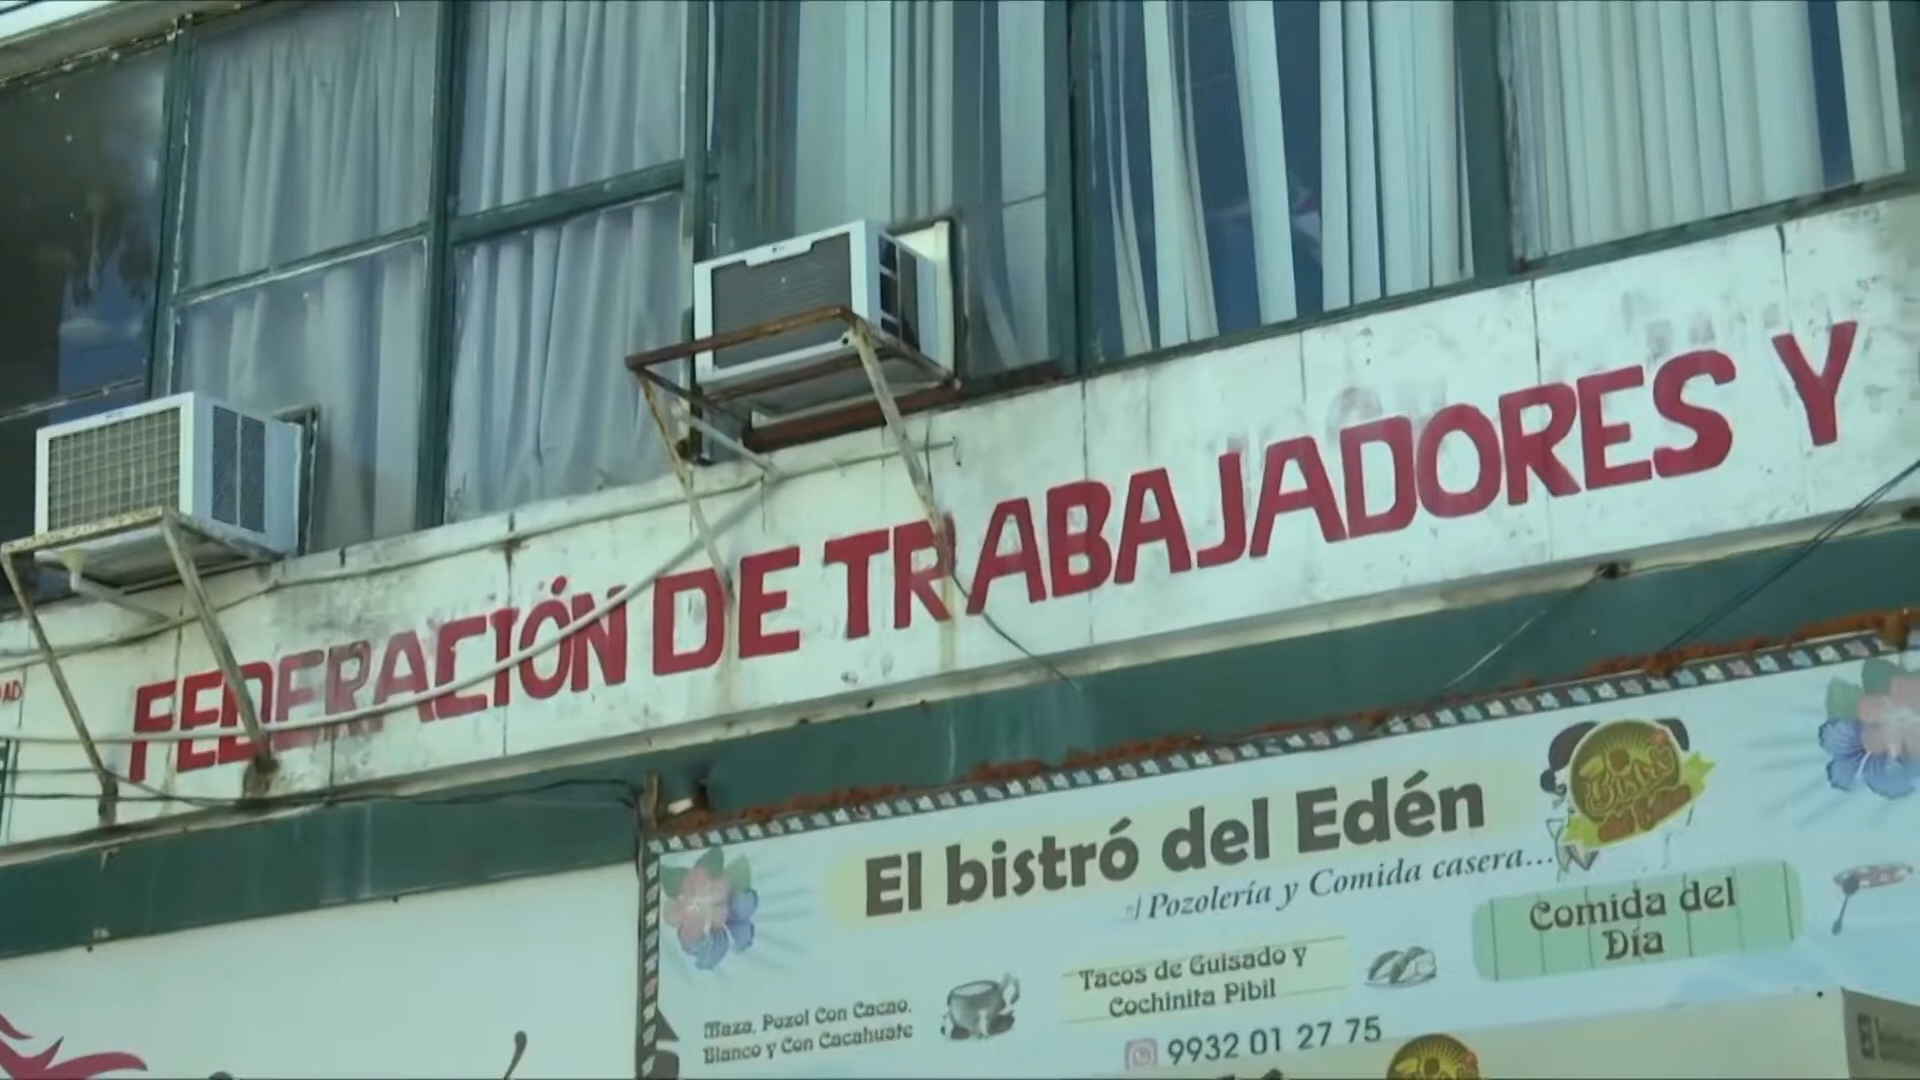 FEDERACIÓN DE TRABAJADORES Y
El bistró del Edén
Pozolería y Comida casera...
Comida del
Día
Tacos de Guisado y
Cochinita Pibil
Maza, Pozol Con Cacao,
Blanco y Con Cacahuate
9932 01 27 75